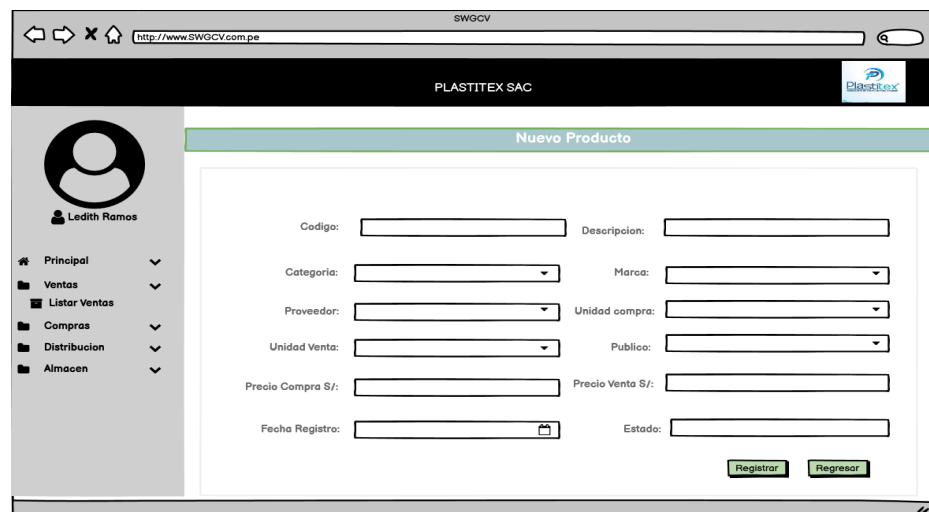 SWGCV
http://www.SWGCV.com.pe
PLASTITEX SAC
Plastitex
Ledith Ramos
Principal
Ventas
Listar Ventas
Compras
Distribucion
Almacen
Nuevo Producto
Codigo:
Descripcion:
Categoria:
Marca:
Proveedor:
Unidad compra:
Unidad Venta:
Publico:
Precio Compra S/:
Precio Venta S/:
Fecha Registro:
Estado:
Registrar
Regresar